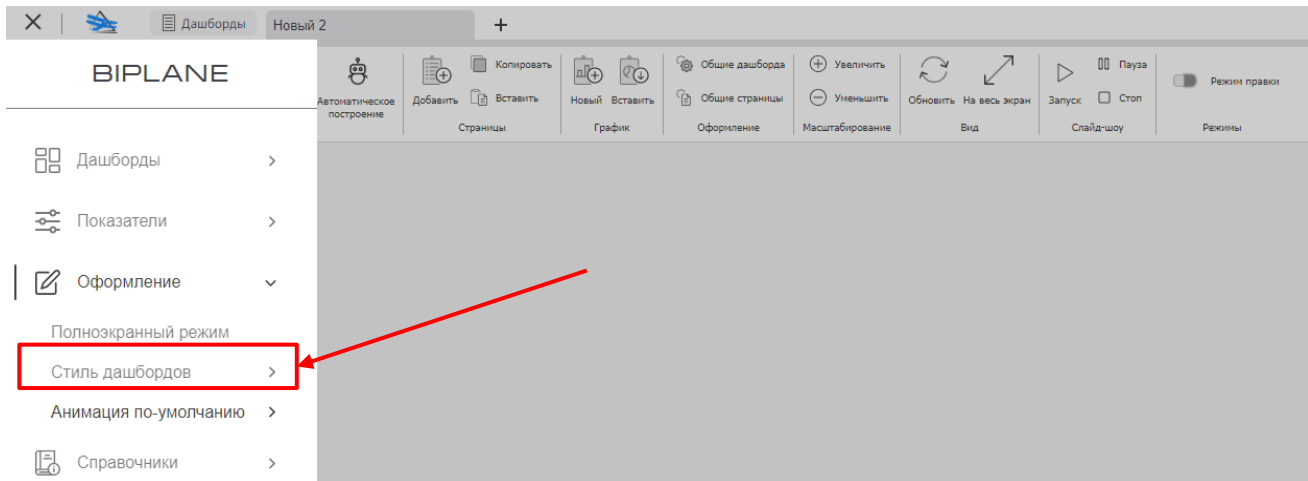 Дашборды
Новый 2
BIPLANE
Дашборды
Показатели
Оформление
Полноэкранный режим
Стиль дашбордов
Анимация по-умолчанию
Справочники
Автоматическое
построение
Добавить
Копировать
Вставить
Страницы
Новый
Вставить
График
Общие дашборда
Общие страницы
Оформление
Увеличить
Уменьшить
Масштабирование
Обновить
На весь экран
Вид
Запуск
Пауза
Стоп
Слайд-шоу
Режим правки
Режимы